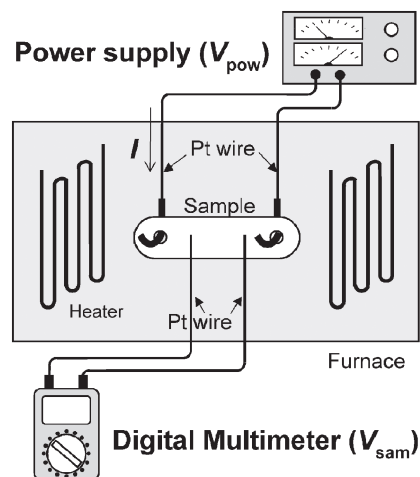 Power supply (Vpow)
I
Pt wire
Sample
Heater
Pt wire
Furnace
Digital Multimeter (Vsam)